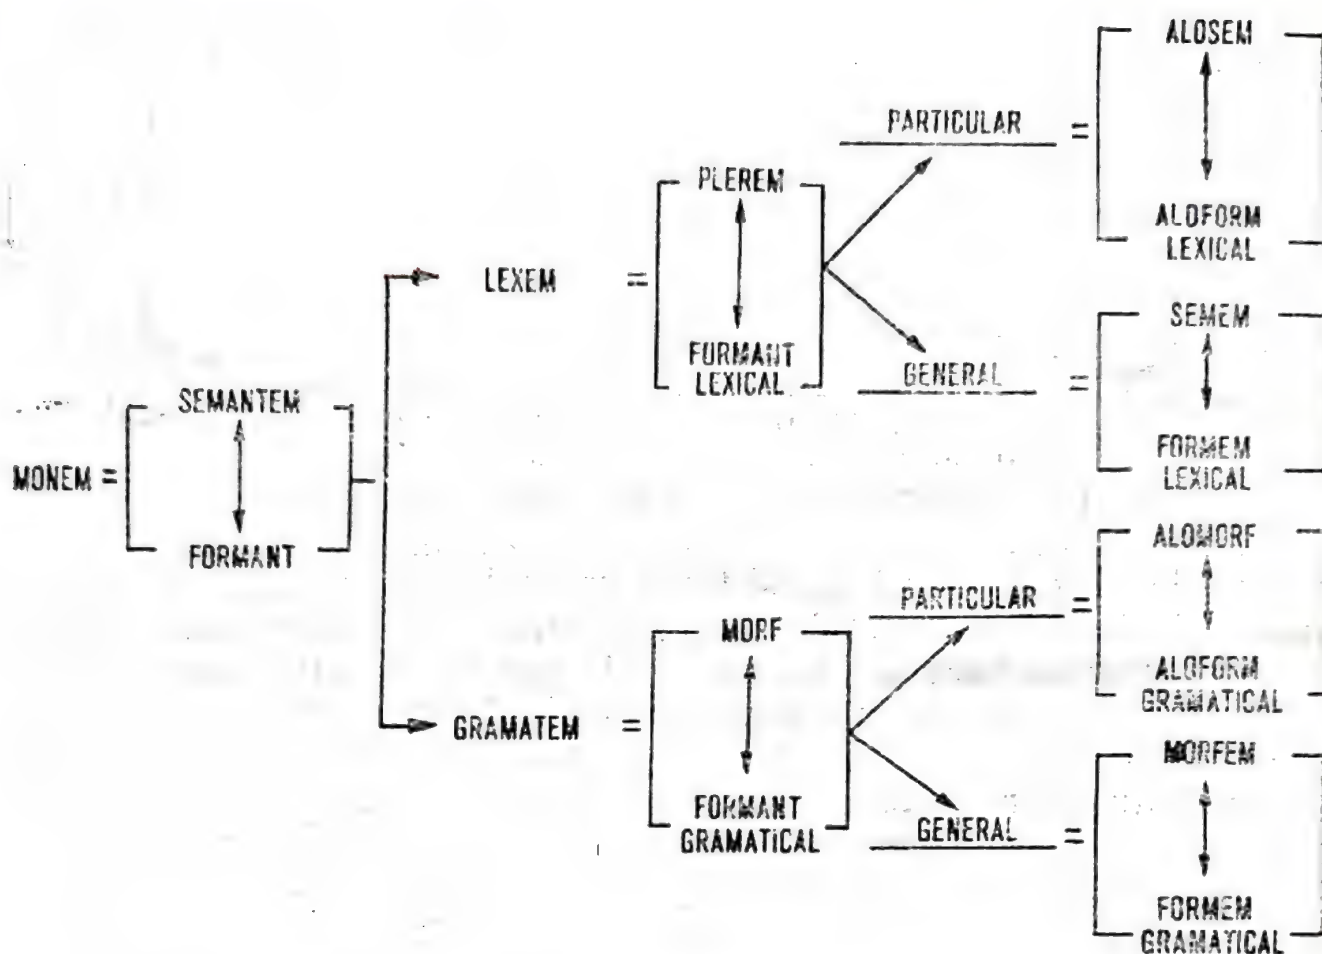 ALOSEM
PARTICULAR =
PLEREM
ALOFORM
LEXICAL
LEXEM =
SEMEM
FORMANT
LEXICAL
GENERAL =
SEMANTEM
FORMEM
LEXICAL
MONEM =
ALOMORF
FORMANT
PARTICULAR =
MORF
ALOFORM
GRAMATICAL
GRAMATEM =
MORFEM
FORMANT
GRAMATICAL
GENERAL =
FORMEM
GRAMATICAL